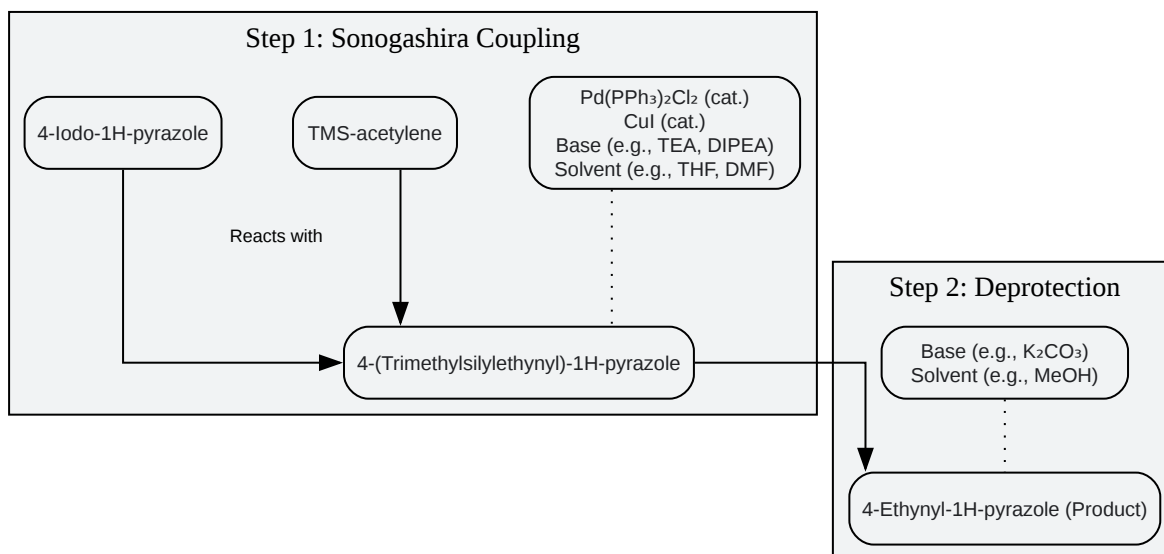 Step 1: Sonogashira Coupling
4-Iodo-1H-pyrazole
TMS-acetylene
Pd(PPh₃)₂Cl₂ (cat.)
CuI (cat.)
Base (e.g., TEA, DIPEA)
Solvent (e.g., THF, DMF)
Reacts with
4-(Trimethylsilylethynyl)-1H-pyrazole
Step 2: Deprotection
Base (e.g., K₂CO₃)
Solvent (e.g., MeOH)
4-Ethynyl-1H-pyrazole (Product)